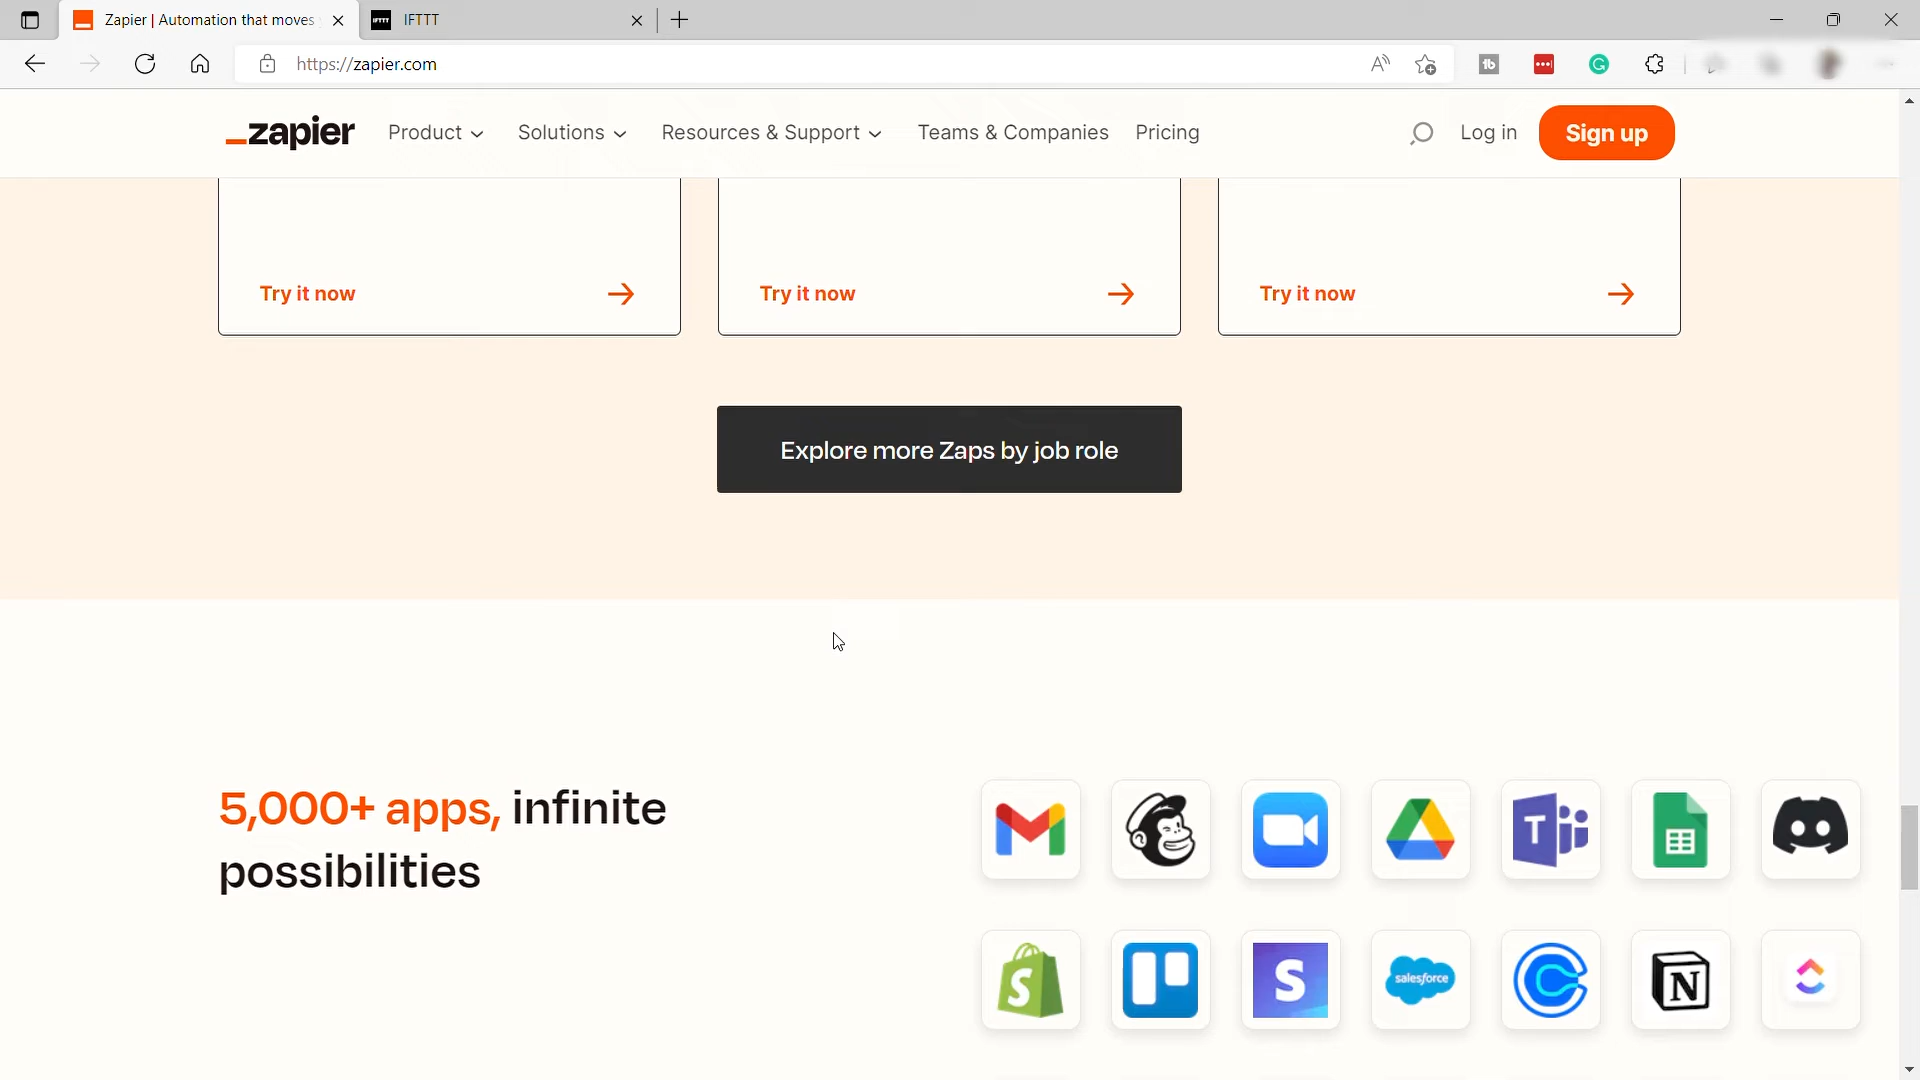 Zapier | Automation that moves
IFTTT
IFTTT
https://zapier.com
zapier
Product
Solutions
Resources & Support
Teams & Companies
Pricing
Log in
Sign up
Try it now
Try it now
Try it now
Explore more Zaps by job role
5,000+ apps, infinite
possibilities
salesforce